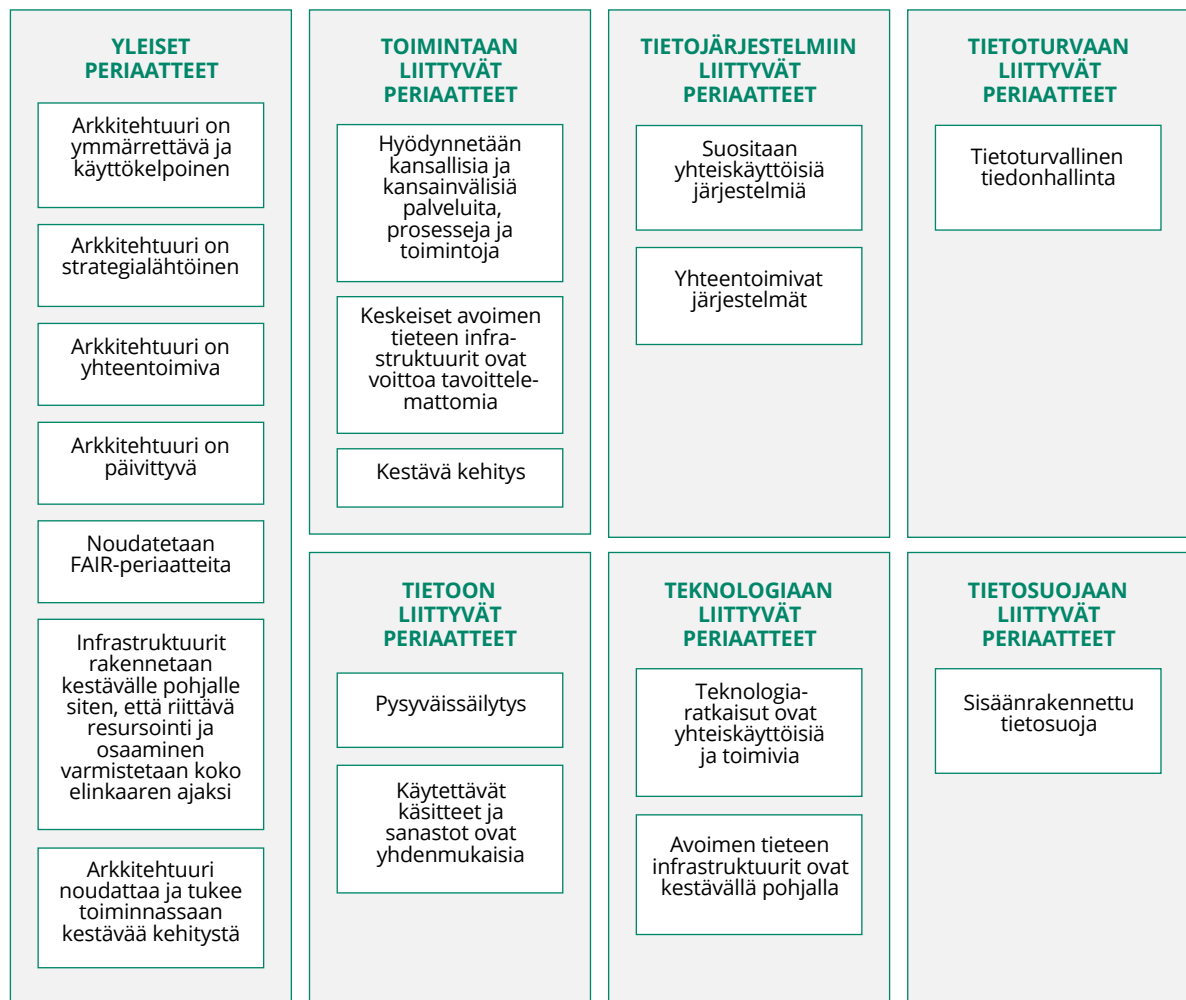 YLEISET
PERIAATTEET
Arkkitehtuuri on
ymmärrettävä ja
käyttökelpoinen
Arkkitehtuuri on
strategialähtöinen
Arkkitehtuuri on
yhteentoimiva
Arkkitehtuuri on
päivittyvä
Noudatetaan
FAIR-periaatteita
Infrastruktuurit
rakennetaan
kestävälle pohjalle
siten, että riittävä
resursointi ja
osaaminen
varmistetaan koko
elinkaaren ajaksi
Arkkitehtuuri
noudattaa ja tukee
toiminnassaan
kestävää kehitystä
TOIMINTAAN
LIITTYVÄT
PERIAATTEET
Hyödynnetään
kansallisia ja
kansainvälisiä
palveluita,
prosesseja ja
toimintoja
Keskeiset avoimen
tieteen infra-
struktuurit ovat
voittoa tavoittele-
mattomia
Kestävä kehitys
TIETOJÄRJESTELMIIN
LIITTYVÄT
PERIAATTEET
Suositaan
yhteiskäyttöisiä
järjestelmiä
Yhteentoimivat
järjestelmät
TIETOTURVAAN
LIITTYVÄT
PERIAATTEET
Tietoturvallinen
tiedonhallinta
TIETOON
LIITTYVÄT
PERIAATTEET
Pysyväissäilytys
Käytettävät
käsitteet ja
sanastot ovat
yhdenmukaisia
TEKNOLOGIAAN
LIITTYVÄT
PERIAATTEET
Teknologia-
ratkaisut ovat
yhteiskäyttöisiä
ja toimivia
Avoimen tieteen
infrastruktuurit ovat
kestävällä pohjalla
TIETOSUOJAAN
LIITTYVÄT
PERIAATTEET
Sisäänrakennettu
tietosuoja